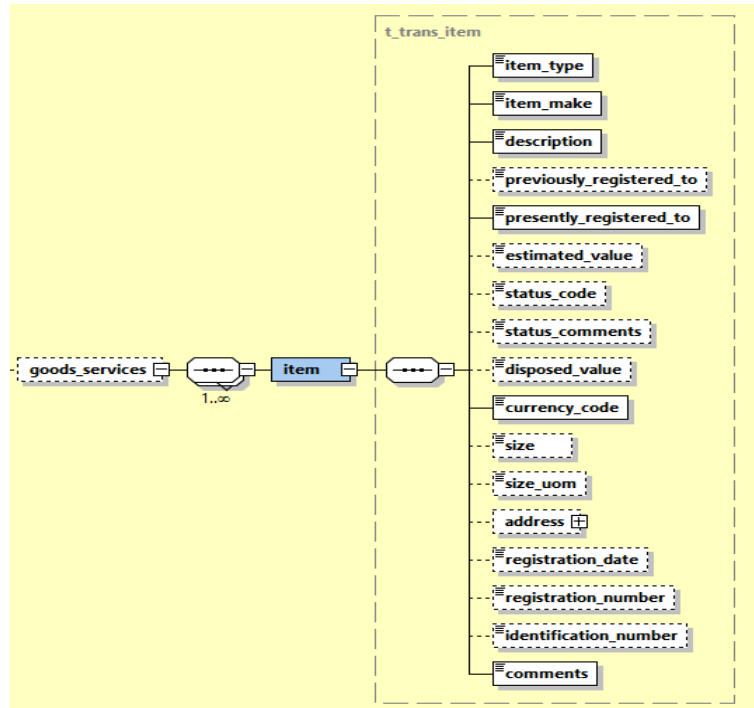 t_trans_item
item_type
item_make
description
previously_registered_to
presently_registered_to
estimated_value
status_code
status_comments
goods_services
item
disposed_value
1..∞
currency_code
size
size_uom
address
registration_date
registration_number
identification_number
comments